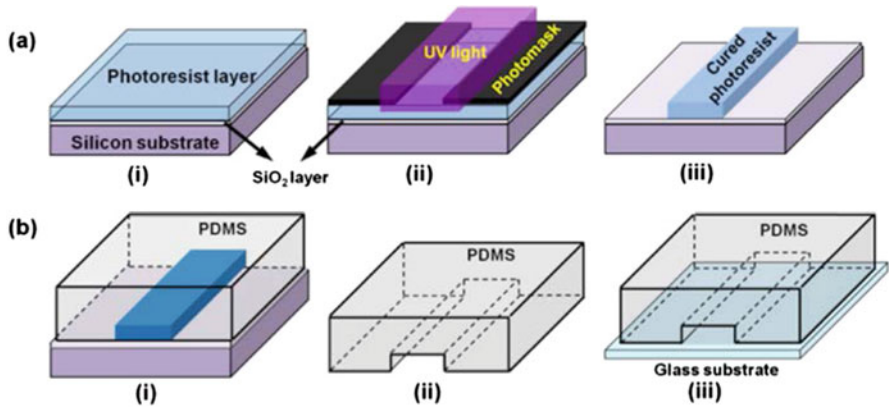 (a)
Photoresist layer
Silicon substrate
(i)
SiO₂ layer
UV light
Photomask
(ii)
Cured
photoresist
(iii)
(b)
PDMS
(i)
PDMS
(ii)
PDMS
Glass substrate
(iii)